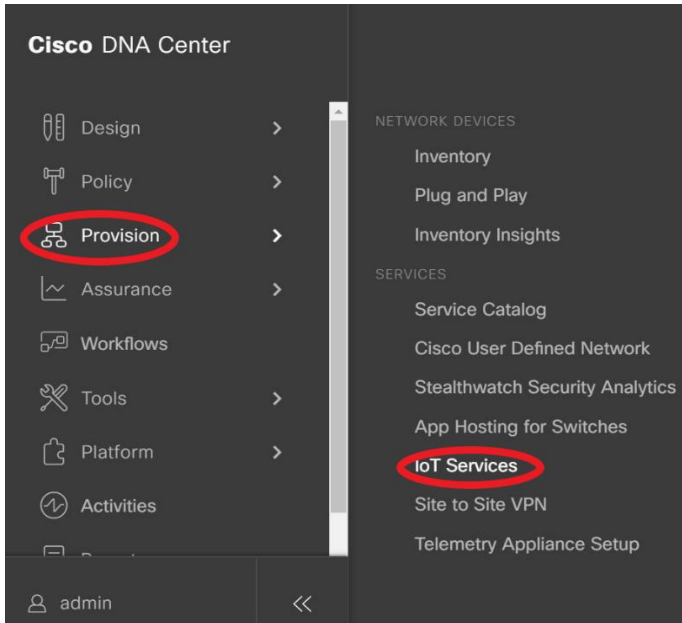 Cisco DNA Center
Design
Policy
Provision
Assurance
Workflows
Tools
Platform
Activities
admin
NETWORK DEVICES
Inventory
Plug and Play
Inventory Insights
SERVICES
Service Catalog
Cisco User Defined Network
Stealthwatch Security Analytics
App Hosting for Switches
IoT Services
Site to Site VPN
Telemetry Appliance Setup